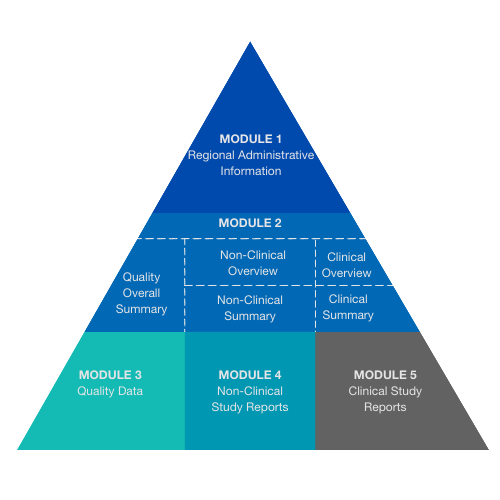 MODULE 1
Regional Administrative
Information
MODULE 2
Quality
Overall
Summary
Non-Clinical
Overview
Non-Clinical
Summary
Clinical
Overview
Clinical
Summary
MODULE 3
Quality Data
MODULE 4
Non-Clinical
Study Reports
MODULE 5
Clinical Study
Reports